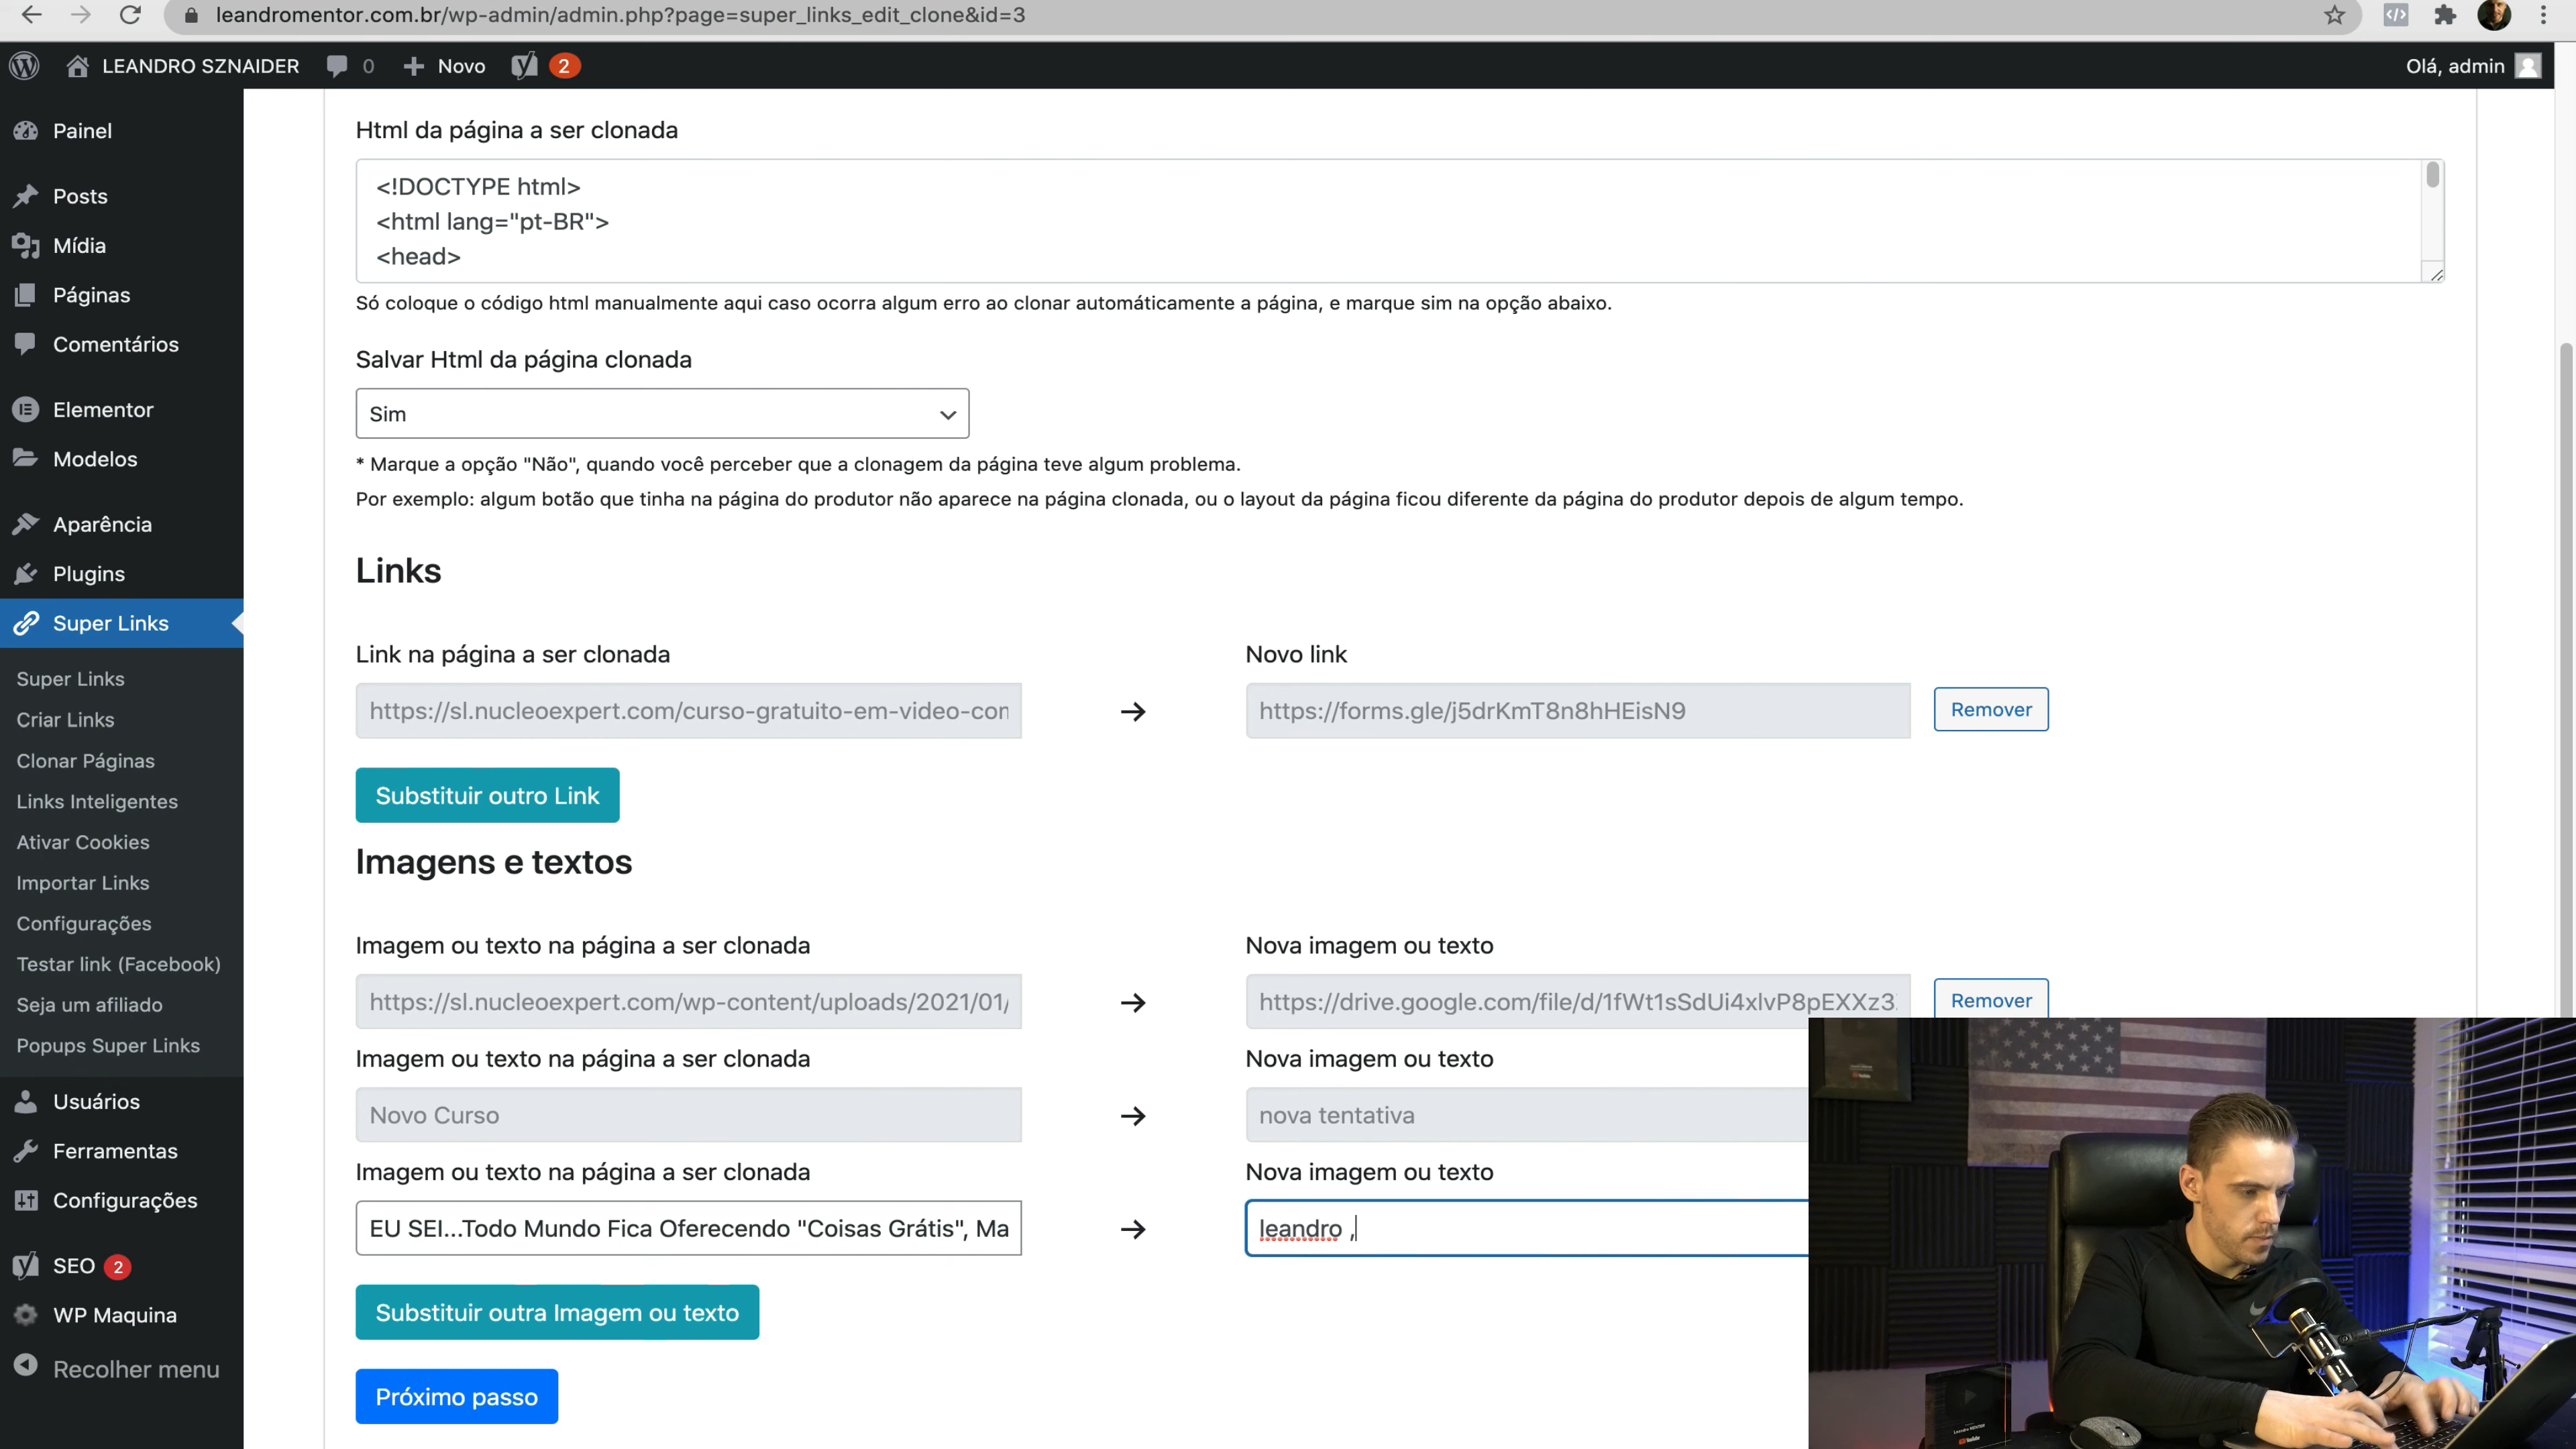 leandromentor.com.br/wp-admin/admin.php?page=super_links_edit_clone&id=3
LEANDRO SZNAIDER
0
Novo
2
Olá, admin
Painel
Posts
Mídia
Páginas
Comentários
Elementor
Modelos
Aparência
Plugins
Super Links
Super Links
Criar Links
Clonar Páginas
Links Inteligentes
Ativar Cookies
Importar Links
Configurações
Testar link (Facebook)
Seja um afiliado
Popups Super Links
Usuários
Ferramentas
Configurações
SEO 2
WP Maquina
Recolher menu
Html da página a ser clonada
<!DOCTYPE html>
<html lang="pt-BR">
<head>
Só coloque o código html manualmente aqui caso ocorra algum erro ao clonar automáticamente a página, e marque sim na opção abaixo.
Salvar Html da página clonada
Sim
* Marque a opção "Não", quando você perceber que a clonagem da página teve algum problema.
Por exemplo: algum botão que tinha na página do produtor não aparece na página clonada, ou o layout da página ficou diferente da página do produtor depois de algum tempo.
Links
Link na página a ser clonada
Novo link
https://sl.nucleoexpert.com/curso-gratuito-em-video-con
https://forms.gle/j5drKmT8n8hHEisN9
Remover
Substituir outro Link
Imagens e textos
Imagem ou texto na página a ser clonada
Nova imagem ou texto
https://sl.nucleoexpert.com/wp-content/uploads/2021/01/
https://drive.google.com/file/d/1fWt1sSdUi4xlvP8pEXXz3
Remover
Imagem ou texto na página a ser clonada
Nova imagem ou texto
Novo Curso
nova tentativa
Imagem ou texto na página a ser clonada
Nova imagem ou texto
EU SEI...Todo Mundo Fica Oferecendo "Coisas Grátis", Ma
leandro ,
Substituir outra Imagem ou texto
Próximo passo